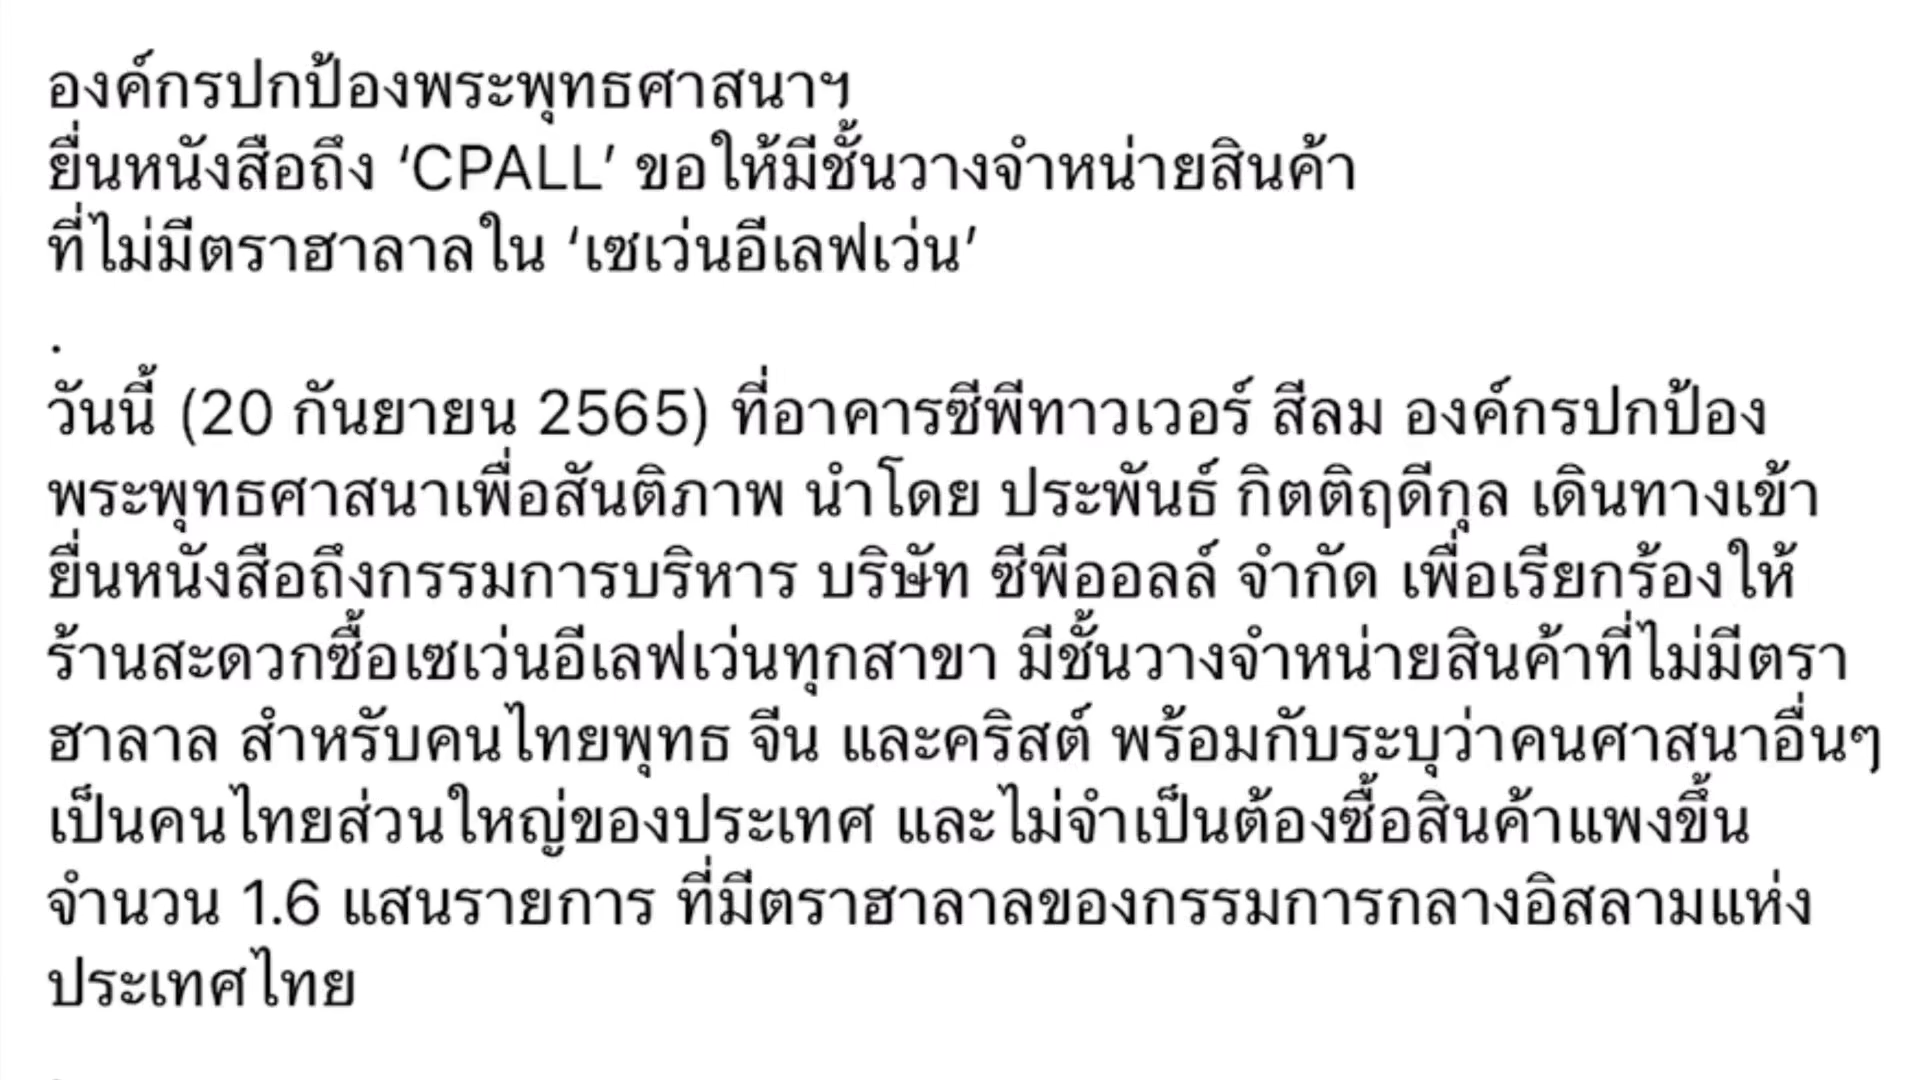 องค์กรปกป้องพระพุทธศาสนาฯ
ยื่นหนังสือถึง ‘CPALL’ ขอให้มีชั้นวางจำหน่ายสินค้า
ที่ไม่มีตราฮาลาลใน ‘เซเว่นอีเลฟเว่น’
.
วันนี้ (20 กันยายน 2565) ที่อาคารซีพีทาวเวอร์ สีลม องค์กรปกป้อง
พระพุทธศาสนาเพื่อสันติภาพ นำโดย ประพันธ์ กิตติฤดีกุล เดินทางเข้า
ยื่นหนังสือถึงกรรมการบริหาร บริษัท ซีพีออลล์ จำกัด เพื่อเรียกร้องให้
ร้านสะดวกซื้อเซเว่นอีเลฟเว่นทุกสาขา มีชั้นวางจำหน่ายสินค้าที่ไม่มีตรา
ฮาลาล สำหรับคนไทยพุทธ จีน และคริสต์ พร้อมกับระบุว่าคนศาสนาอื่นๆ
เป็นคนไทยส่วนใหญ่ของประเทศ และไม่จำเป็นต้องซื้อสินค้าแพงขึ้น
จำนวน 1.6 แสนรายการ ที่มีตราฮาลาลของกรรมการกลางอิสลามแห่ง
ประเทศไทย